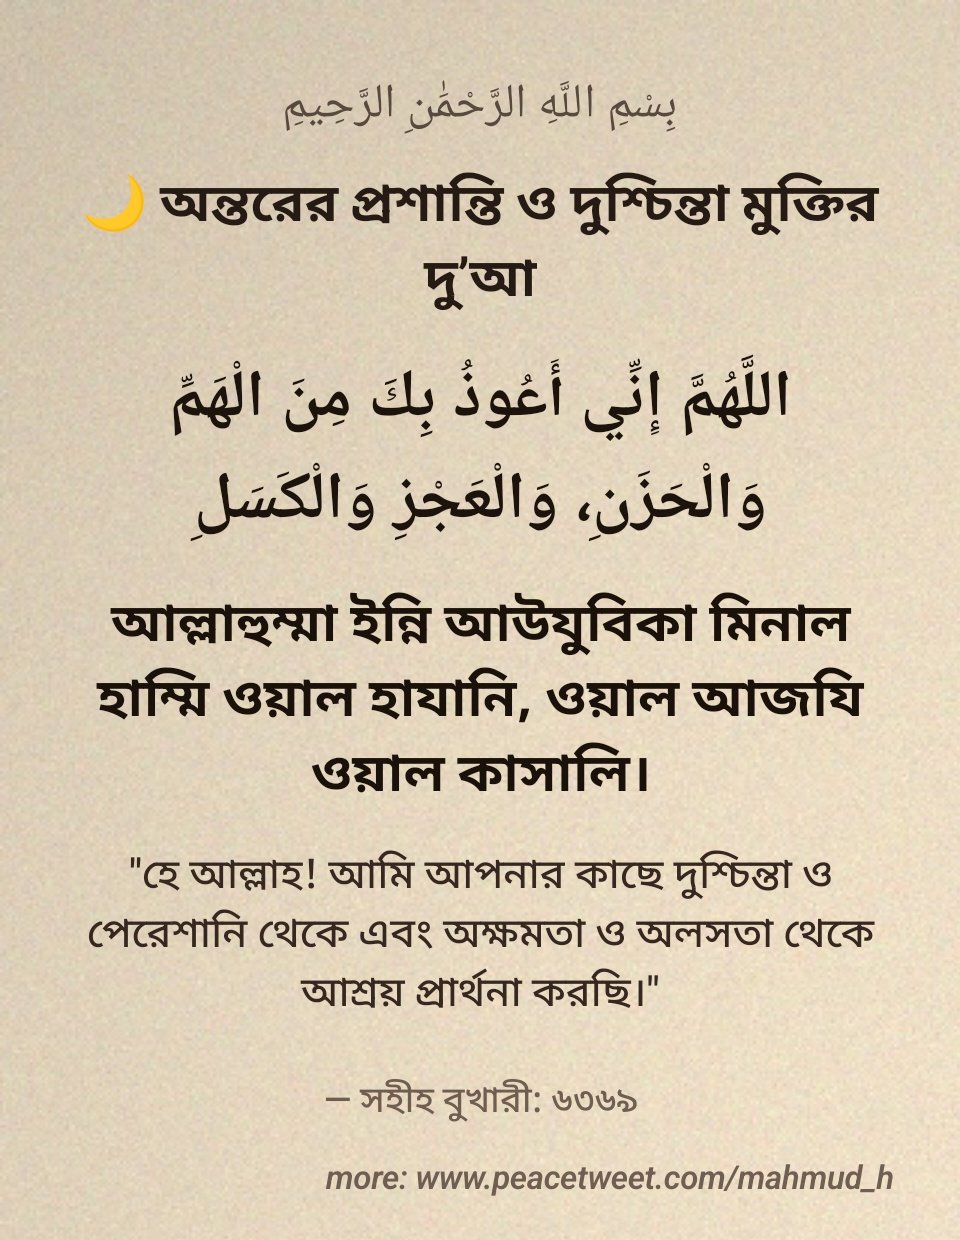 بِسْمِ اللَّهِ الرَّحْمَٰنِ الرَّحِيمِ
🌙 অন্তরের প্রশান্তি ও দুশ্চিন্তা মুক্তির
দু’আ
اللَّهُمَّ إِنِّي أَعُوذُ بِكَ مِنَ الْهَمِّ
وَالْحَزَنِ، وَالْعَجْزِ وَالْكَسَلِ
আল্লাহুম্মা ইন্নি আউযুবিকা মিনাল
হাম্মি ওয়াল হাযানি, ওয়াল আজযি
ওয়াল কাসালি।
"হে আল্লাহ! আমি আপনার কাছে দুশ্চিন্তা ও
পেরেশানি থেকে এবং অক্ষমতা ও অলসতা থেকে
আশ্রয় প্রার্থনা করছি।"
– সহীহ বুখারী: ৬৩৬৯
more: www.peacetweet.com/mahmud_h